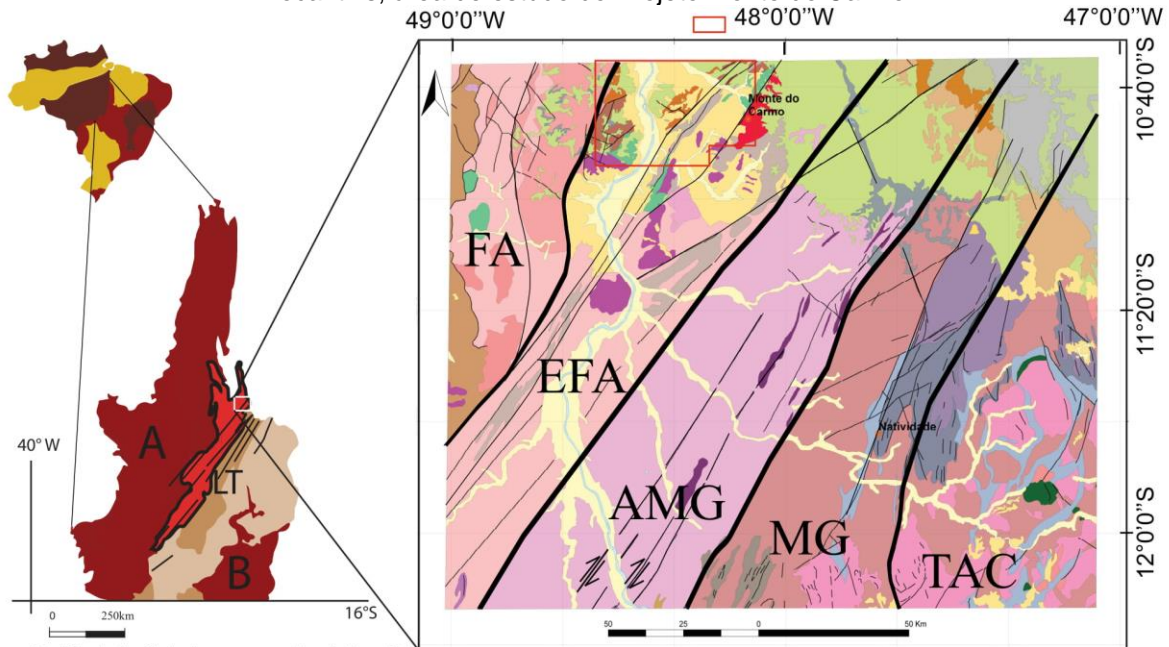 49°0'0''W
48°0'0''W
47°0'0''W
10°40'0''S
Monte do
Carmo
FA
11°20'0''S
EFA
40° W
A
LT
Natividade
AMG
MG
12°0'0''S
B
TAC
16°S
0 250km
50 25 0 50 Km